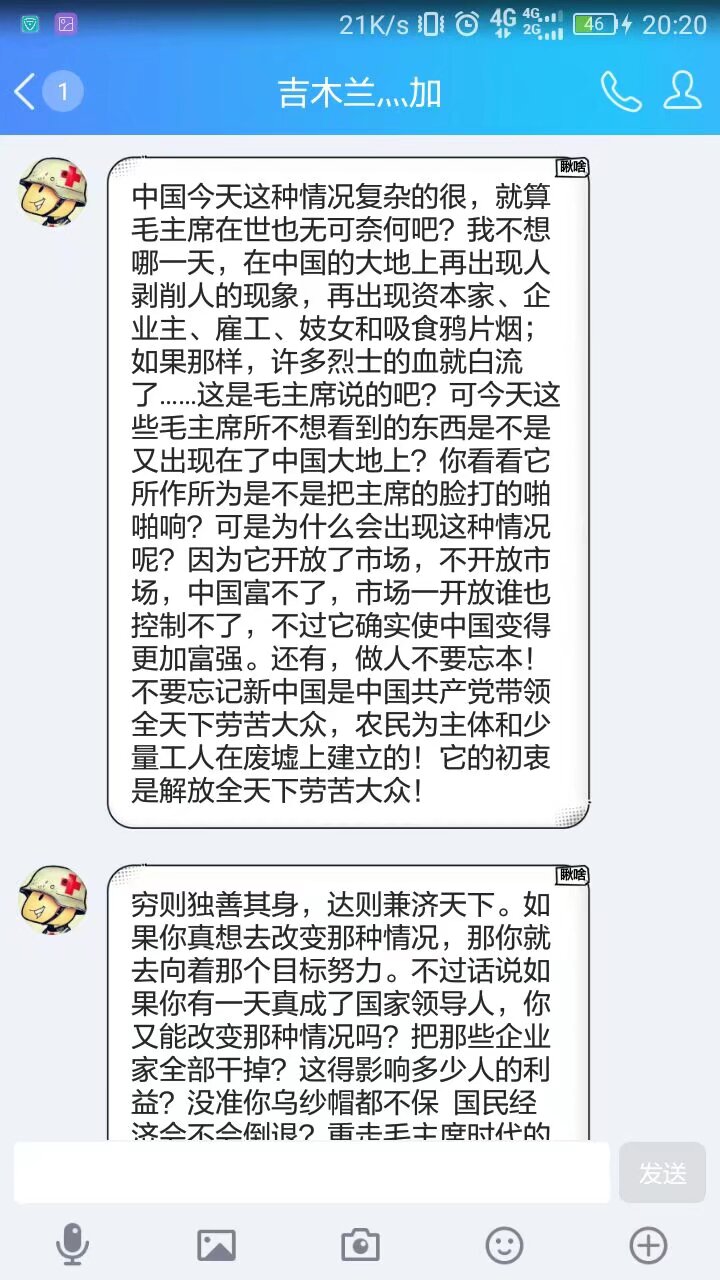 21K/s 4G 4G 2G 46 20:20
1 吉木兰灬加
瞅啥
中国今天这种情况复杂的很，就算
毛主席在世也无可奈何吧？我不想
哪一天，在中国的大地上再出现人
剥削人的现象，再出现资本家、企
业主、雇工、妓女和吸食鸦片烟；
如果那样，许多烈士的血就白流
了……这是毛主席说的吧？可今天这
些毛主席所不想看到的东西是不是
又出现在了中国大地上？你看看它
所作所为是不是把主席的脸打的啪
啪响？可是为什么会出现这种情况
呢？因为它开放了市场，不开放市
场，中国富不了，市场一开放谁也
控制不了，不过它确实使中国变得
更加富强。还有，做人不要忘本！
不要忘记新中国是中国共产党带领
全天下劳苦大众，农民为主体和少
量工人在废墟上建立的！它的初衷
是解放全天下劳苦大众！
瞅啥
穷则独善其身，达则兼济天下。如
果你真想去改变那种情况，那你就
去向着那个目标努力。不过话说如
果你有一天真成了国家领导人，你
又能改变那种情况吗？把那些企业
家全部干掉？这得影响多少人的利
益？没准你乌纱帽都不保 国民经
济会不会倒退？重走毛主席时代的
发送